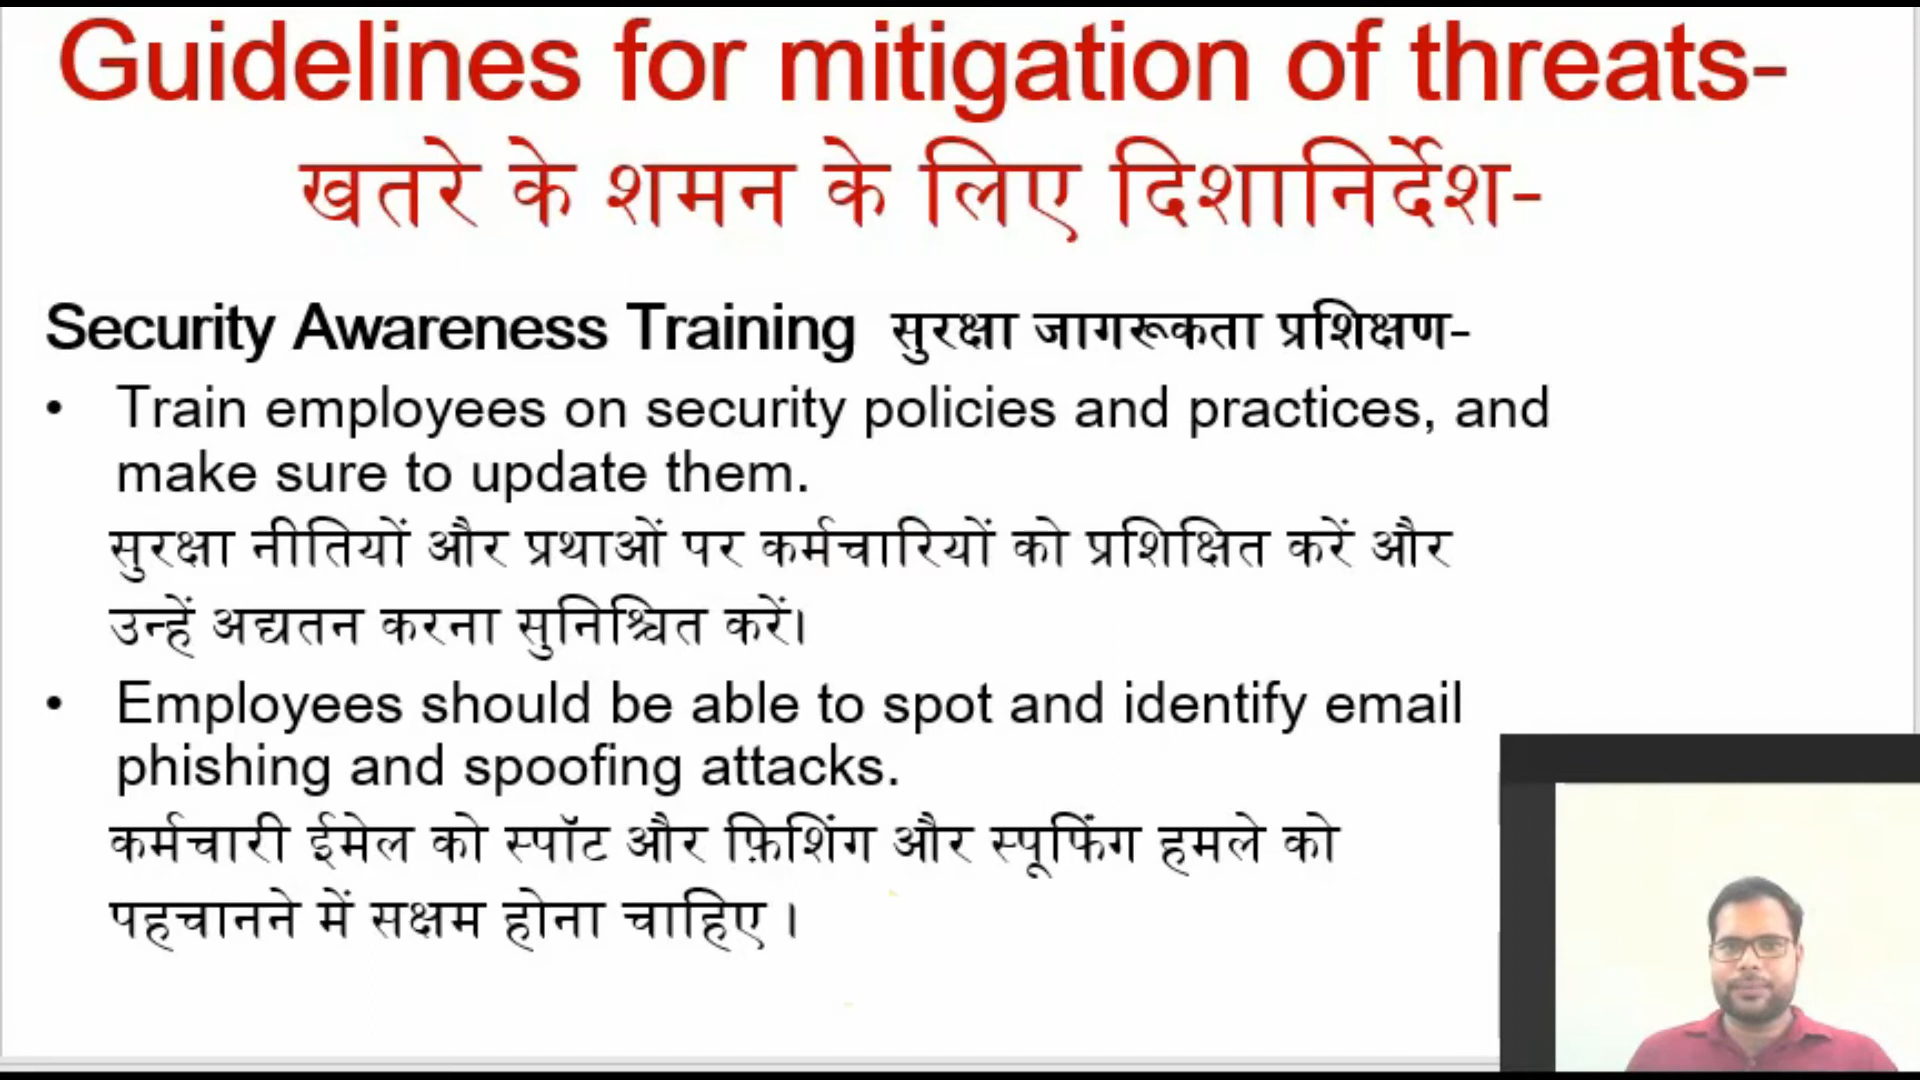 Guidelines for mitigation of threats-
खतरे के शमन के लिए दिशानिर्देश-
Security Awareness Training सुरक्षा जागरूकता प्रशिक्षण-
• Train employees on security policies and practices, and
make sure to update them.
सुरक्षा नीतियों और प्रथाओं पर कर्मचारियों को प्रशिक्षित करें और
उन्हें अद्यतन करना सुनिश्चित करें।
• Employees should be able to spot and identify email
phishing and spoofing attacks.
कर्मचारी ईमेल को स्पॉट और फ़िशिंग और स्पूफिंग हमले को
पहचानने में सक्षम होना चाहिए ।